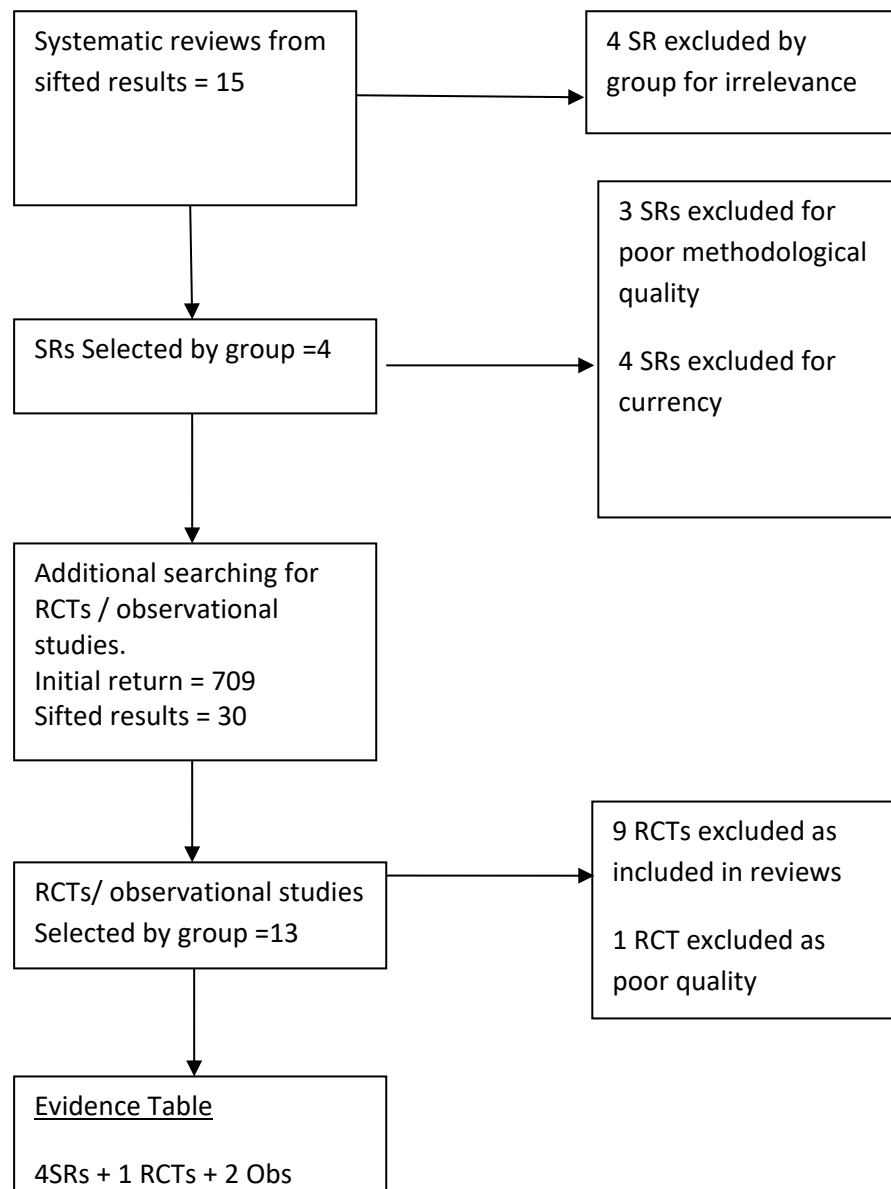 Systematic reviews from
sifted results = 15
4 SR excluded by
group for irrelevance
3 SRs excluded for
poor methodological
quality
4 SRs excluded for
currency
SRs Selected by group =4
Additional searching for
RCTs / observational
studies.
Initial return = 709
Sifted results = 30
9 RCTs excluded as
included in reviews
1 RCT excluded as
poor quality
RCTs/ observational studies
Selected by group =13
Evidence Table
4SRs + 1 RCTs + 2 Obs